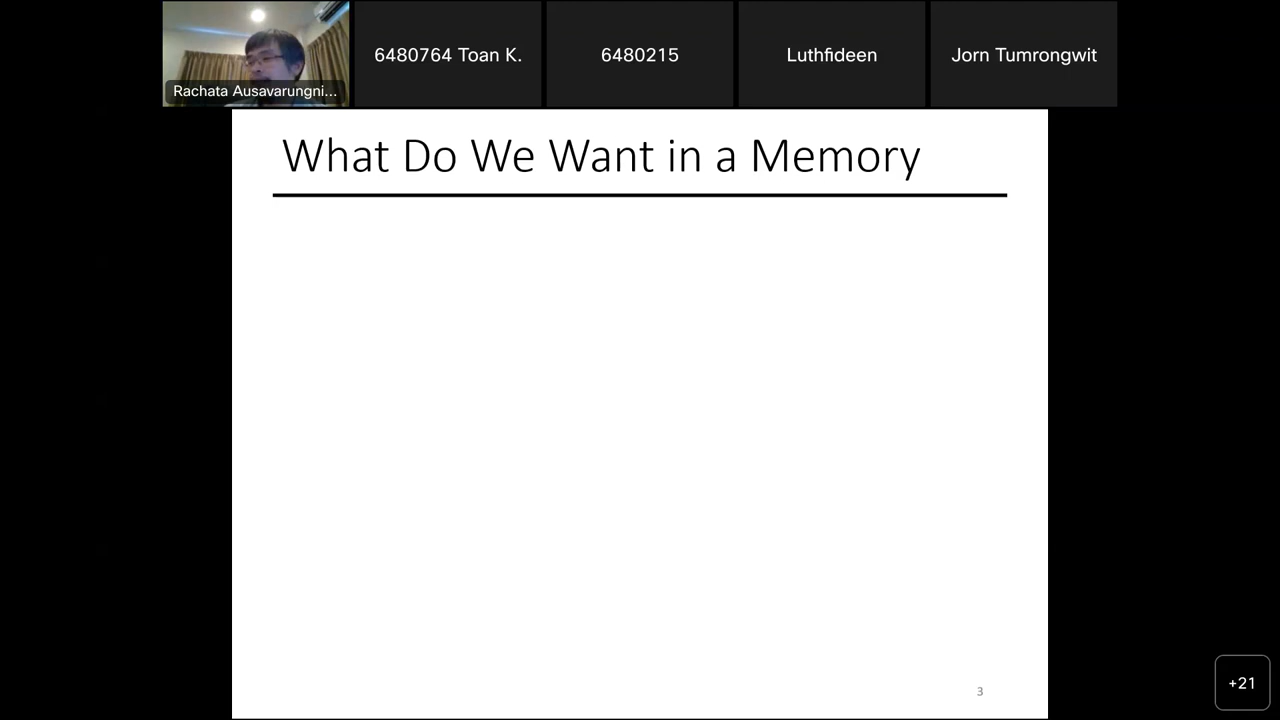 Rachata Ausavarungni...
6480764 Toan K.
6480215
Luthfideen
Jorn Tumrongwit
What Do We Want in a Memory
3
+21